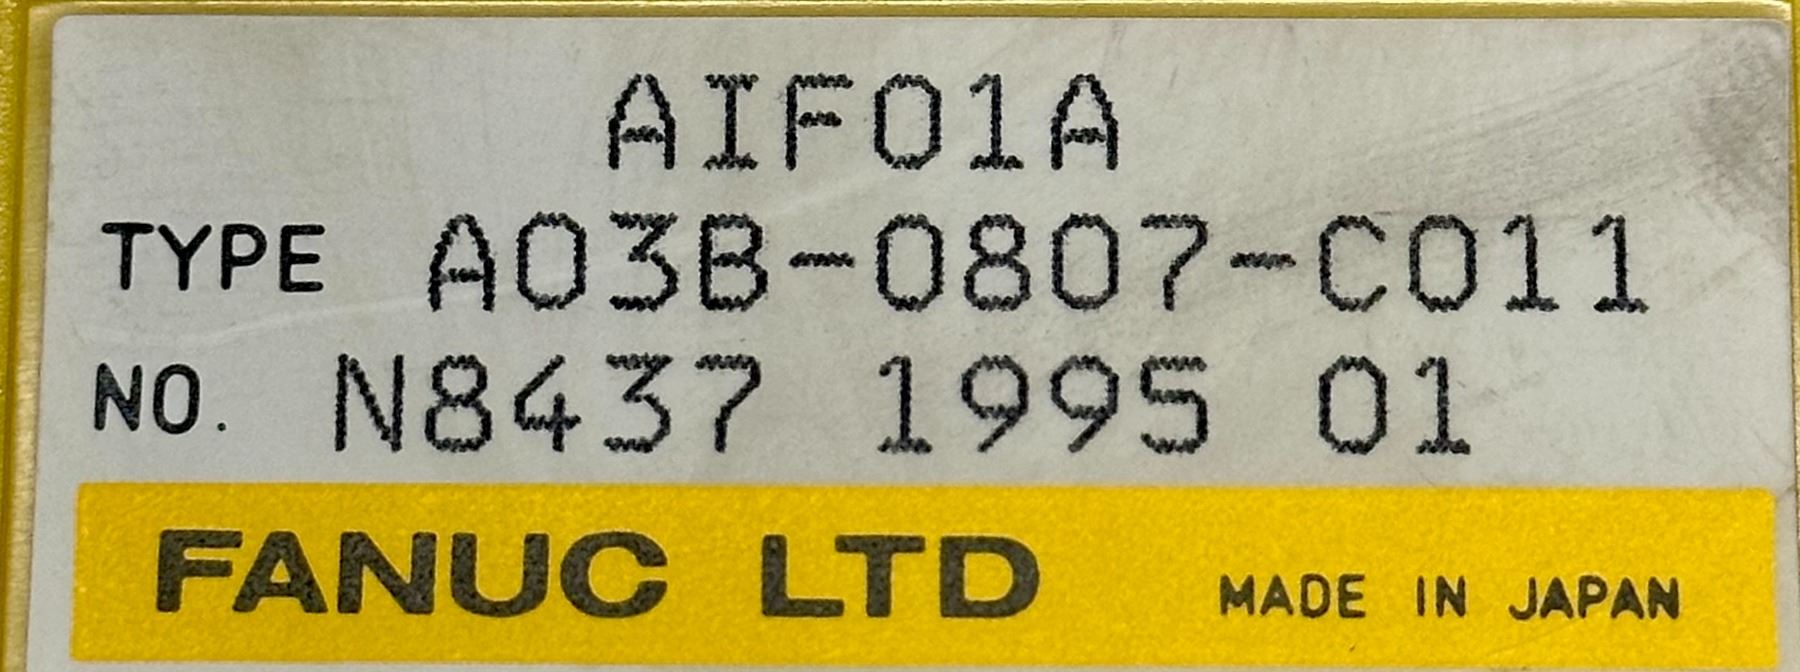 AIF01A
TYPE A03B-0807-C011
NO. N8437 1995 01
FANUC LTD MADE IN JAPAN